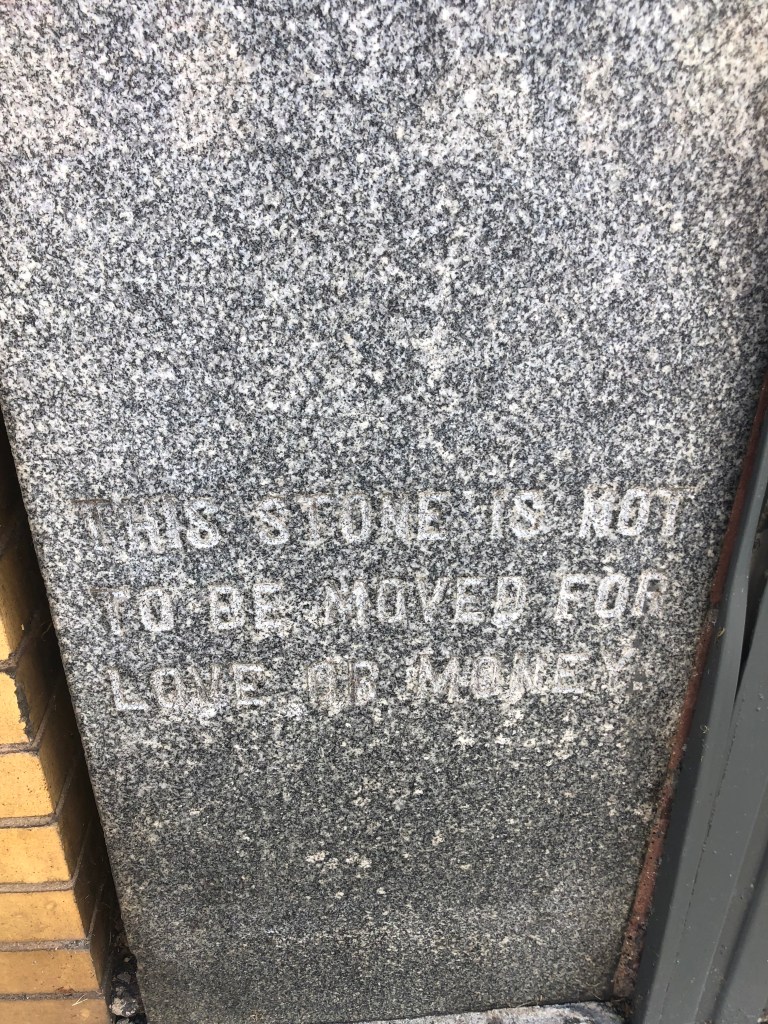 THIS STONE IS NOT
TO BE MOVED FOR
LOVE OR MONEY.